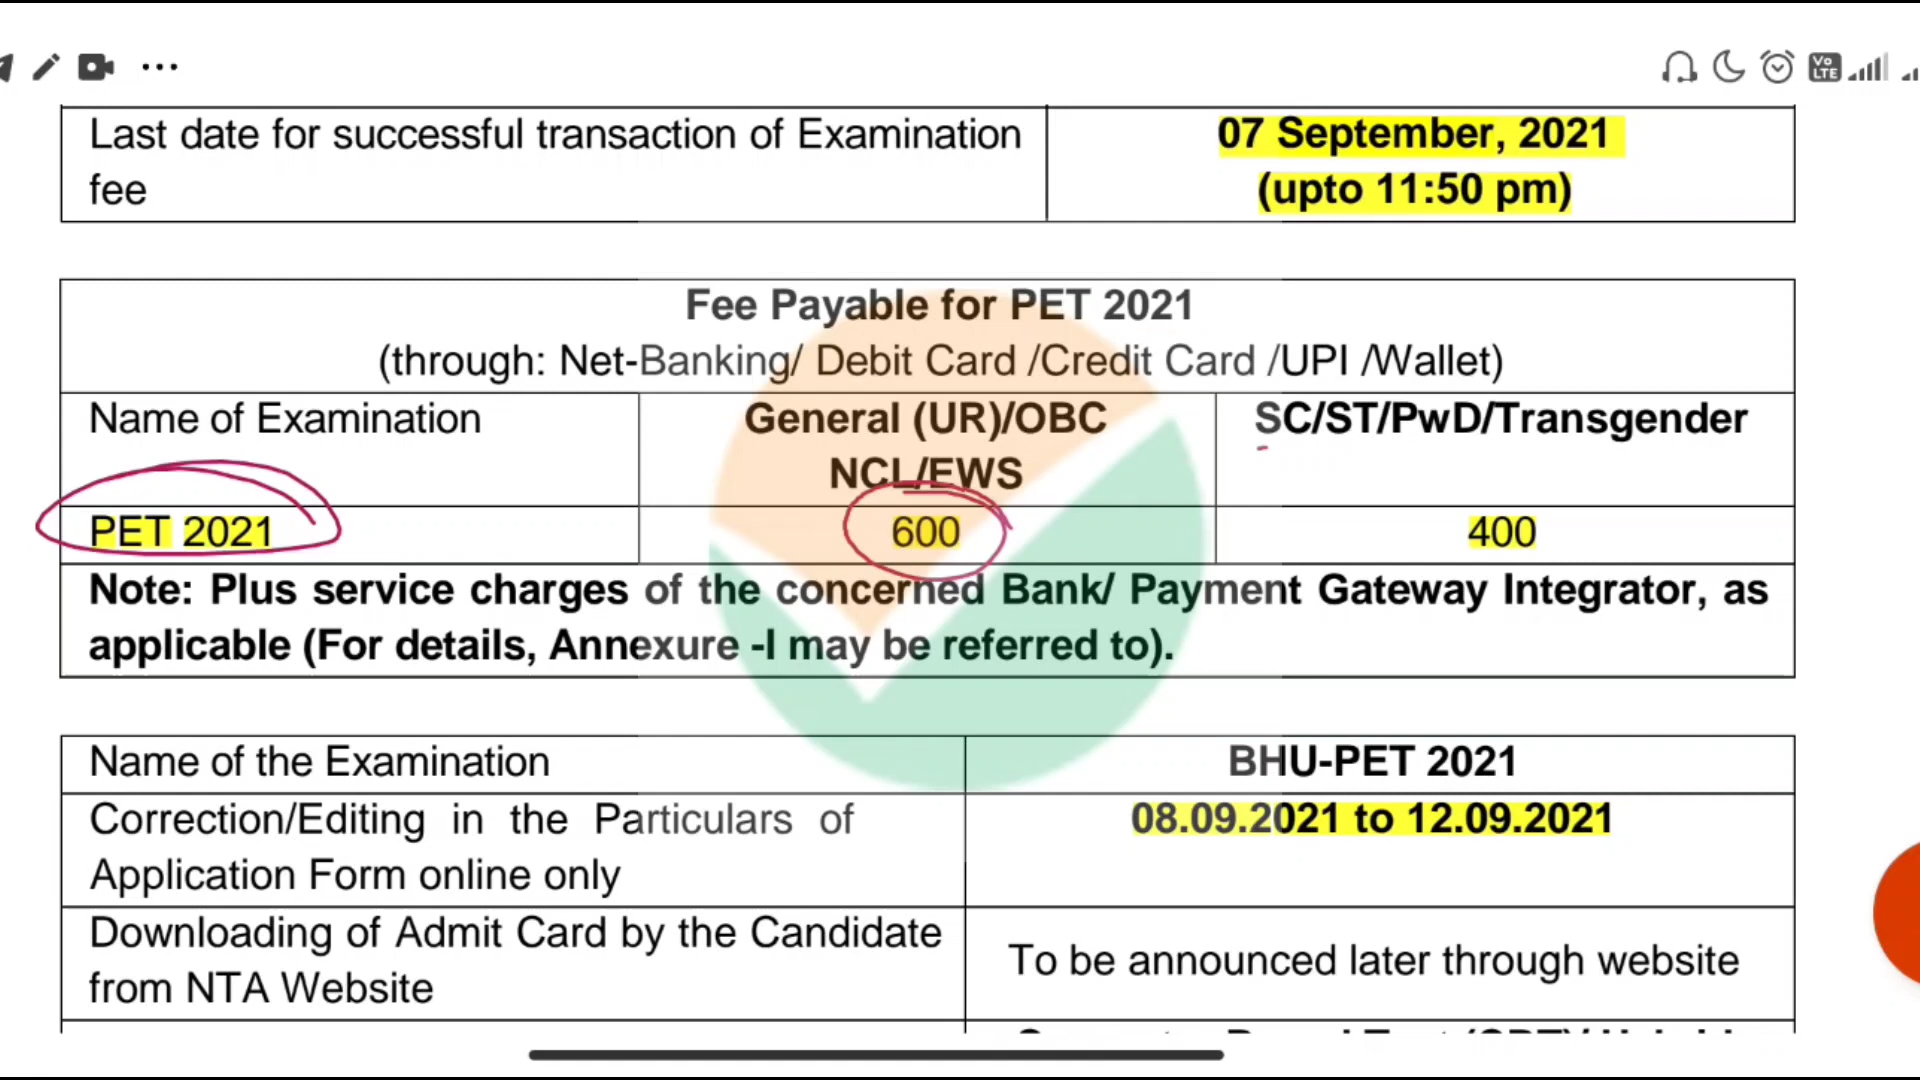 Last date for successful transaction of Examination
fee
07 September, 2021
(upto 11:50 pm)
Fee Payable for PET 2021
(through: Net-Banking/ Debit Card /Credit Card /UPI /Wallet)
Name of Examination
General (UR)/OBC
NCL/EWS
SC/ST/PwD/Transgender
PET 2021
600
400
Note: Plus service charges of the concerned Bank/ Payment Gateway Integrator, as
applicable (For details, Annexure -I may be referred to).
Name of the Examination
BHU-PET 2021
Correction/Editing in the Particulars of
Application Form online only
08.09.2021 to 12.09.2021
Downloading of Admit Card by the Candidate
from NTA Website
To be announced later through website